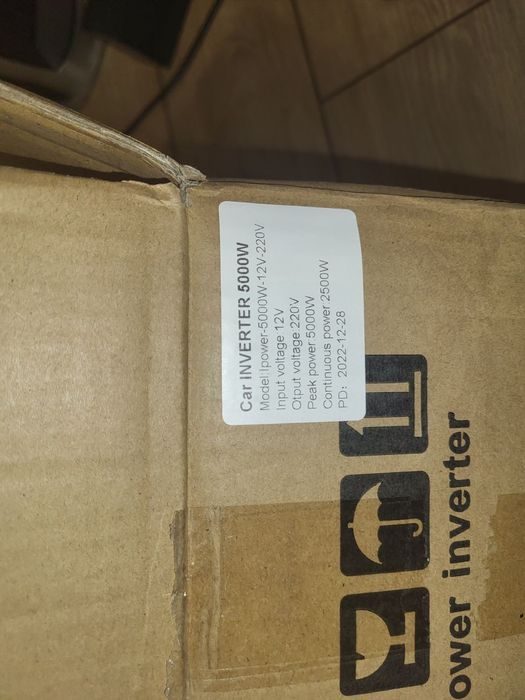 Car INVERTER 5000W
Model Ipower-5000W-12V-220V
Input voltage 12V
Otput voltage 220V
Peak power 5000W
Continuous power 2500W
PD: 2022-12-28
ower inverter